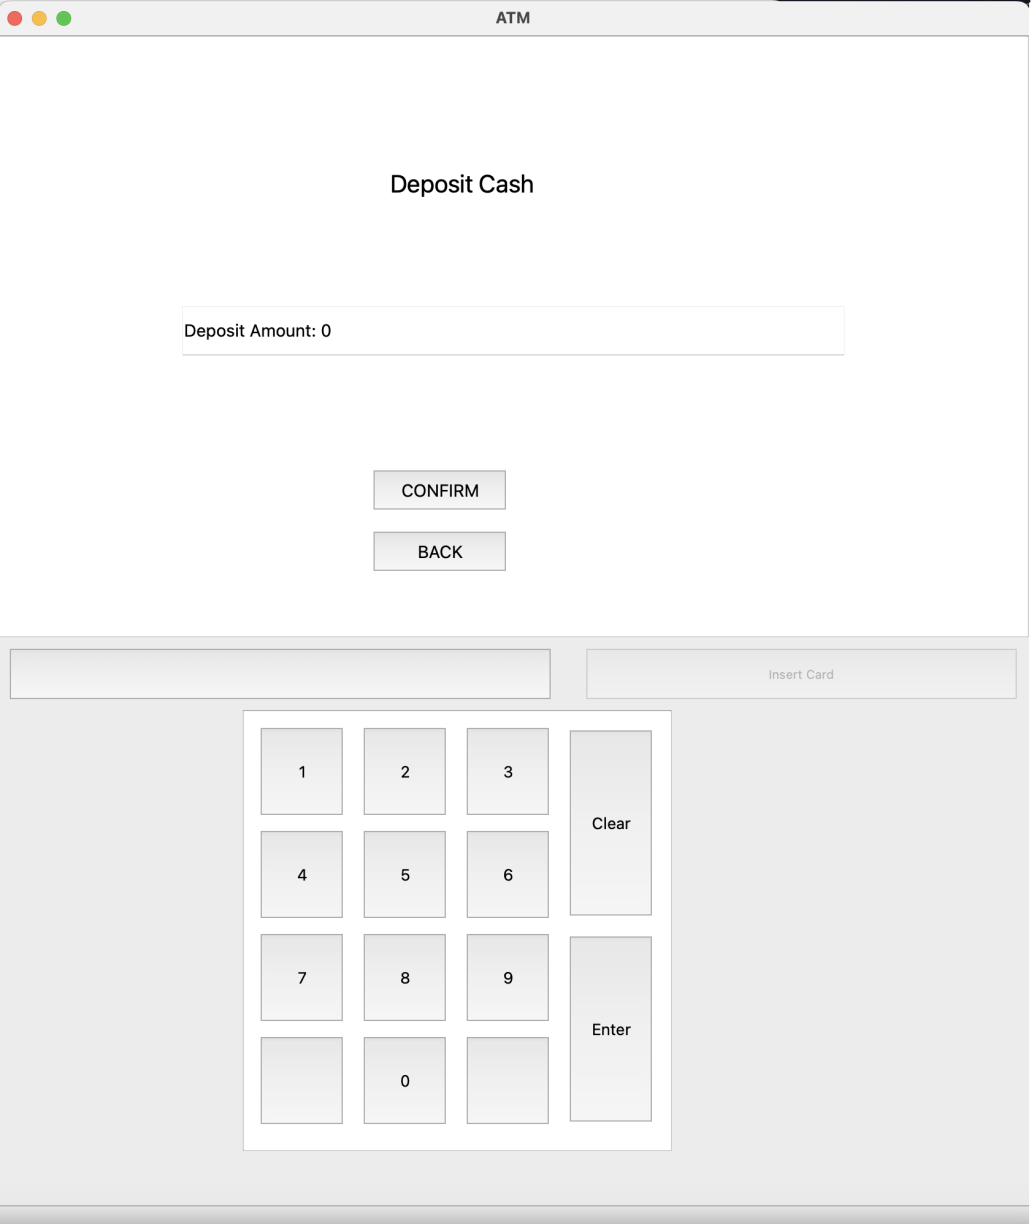 ATM
Deposit Cash
Deposit Amount: 0
CONFIRM
BACK
Insert Card
1 2 3
Clear
4 5 6
7 8 9
Enter
0